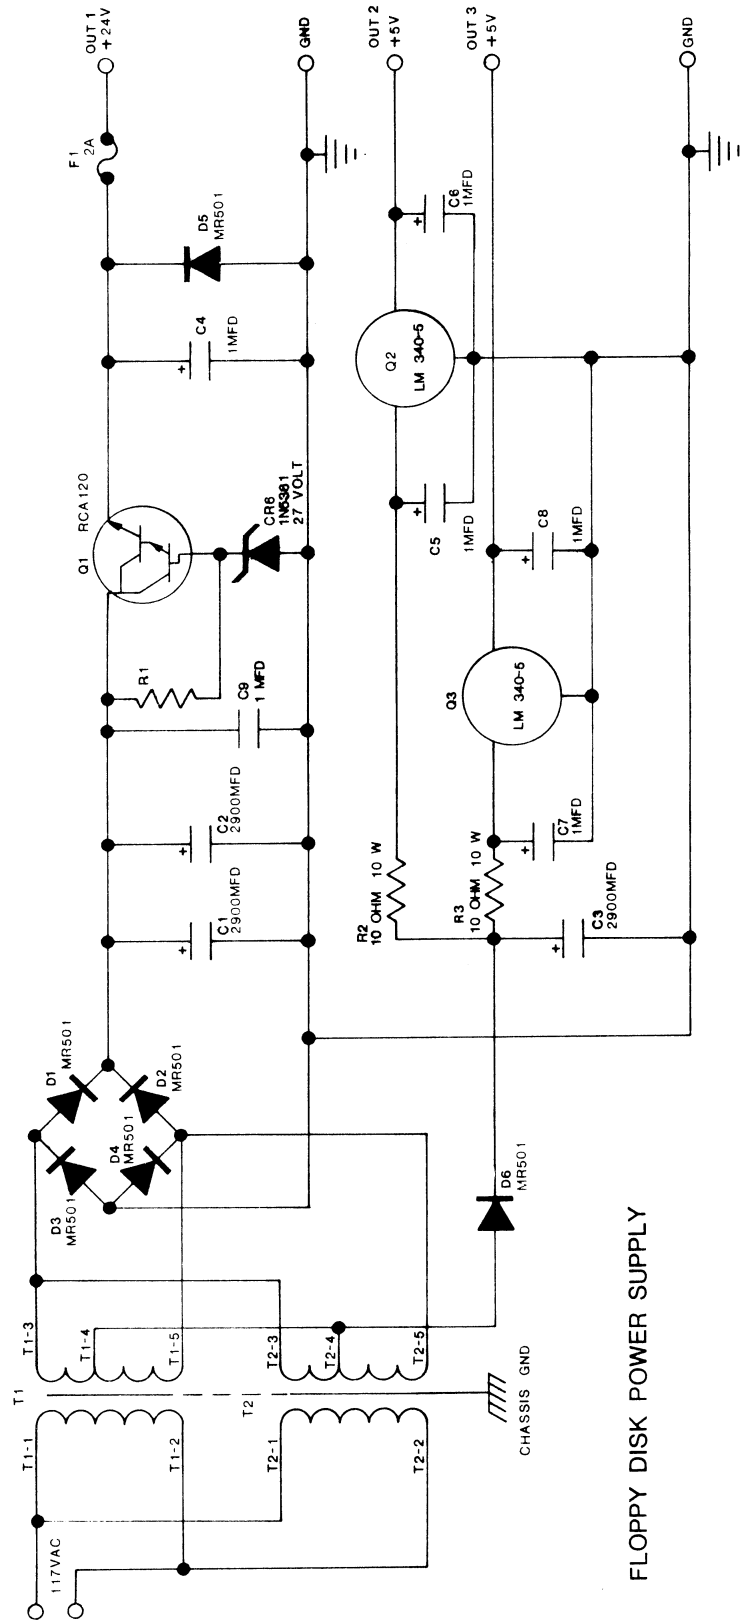 117VAC
T1-1
T1-2
T1
T1-3
T1-4
T1-5
T2-1
T2-2
T2
T2-3
T2-4
T2-5
CHASSIS GND
D1
MR501
D2
MR501
D3
MR501
D4
MR501
D6
MR501
C1
2900MFD
C2
2900MFD
C9
1 MFD
R1
Q1
RCA120
CR6
1N5361
27 VOLT
C4
1MFD
D5
MR501
F1
2A
OUT 1
+24V
GND
R2
10 OHM 10 W
C5
1MFD
Q2
LM 340-5
C6
1MFD
OUT 2
+5V
R3
10 OHM 10 W
C3
2900MFD
C7
1MFD
Q3
LM 340-5
C8
1MFD
OUT 3
+5V
GND
FLOPPY DISK POWER SUPPLY